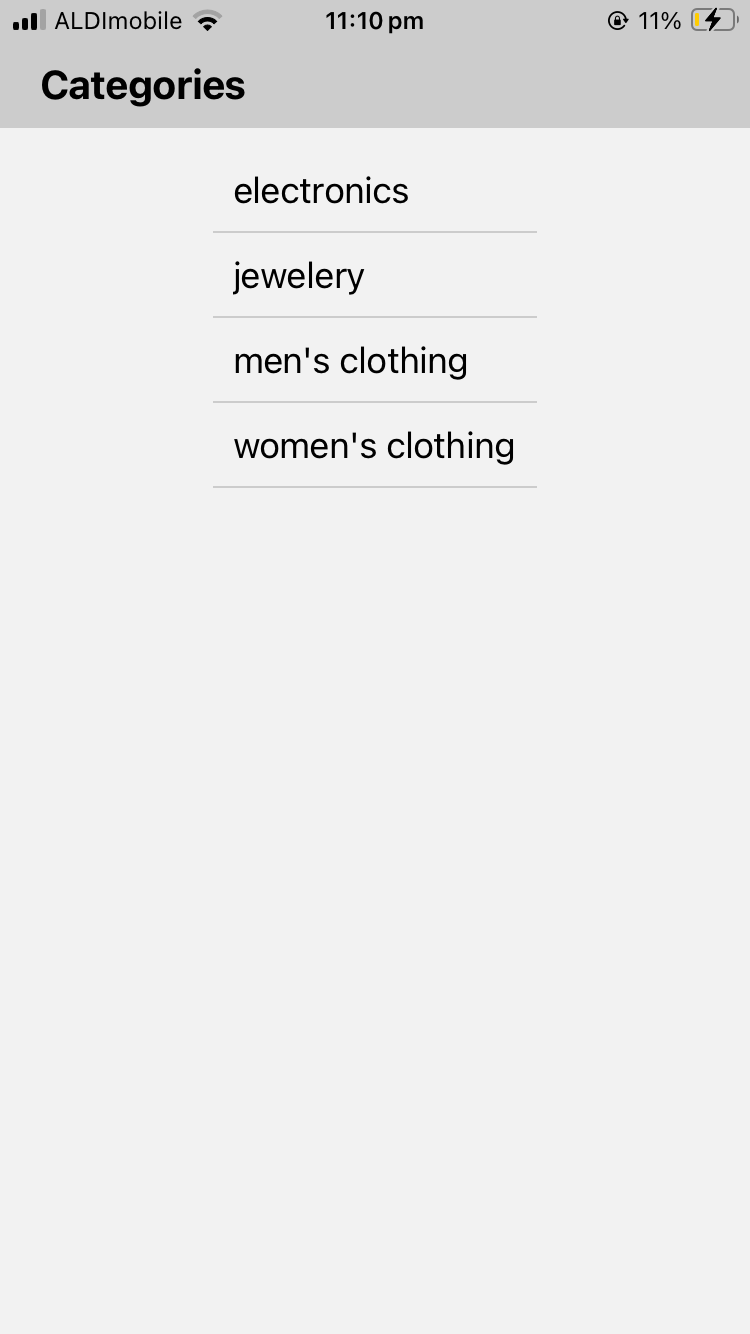 ALDImobile 11:10 pm 11%
Categories
electronics
jewelery
men's clothing
women's clothing